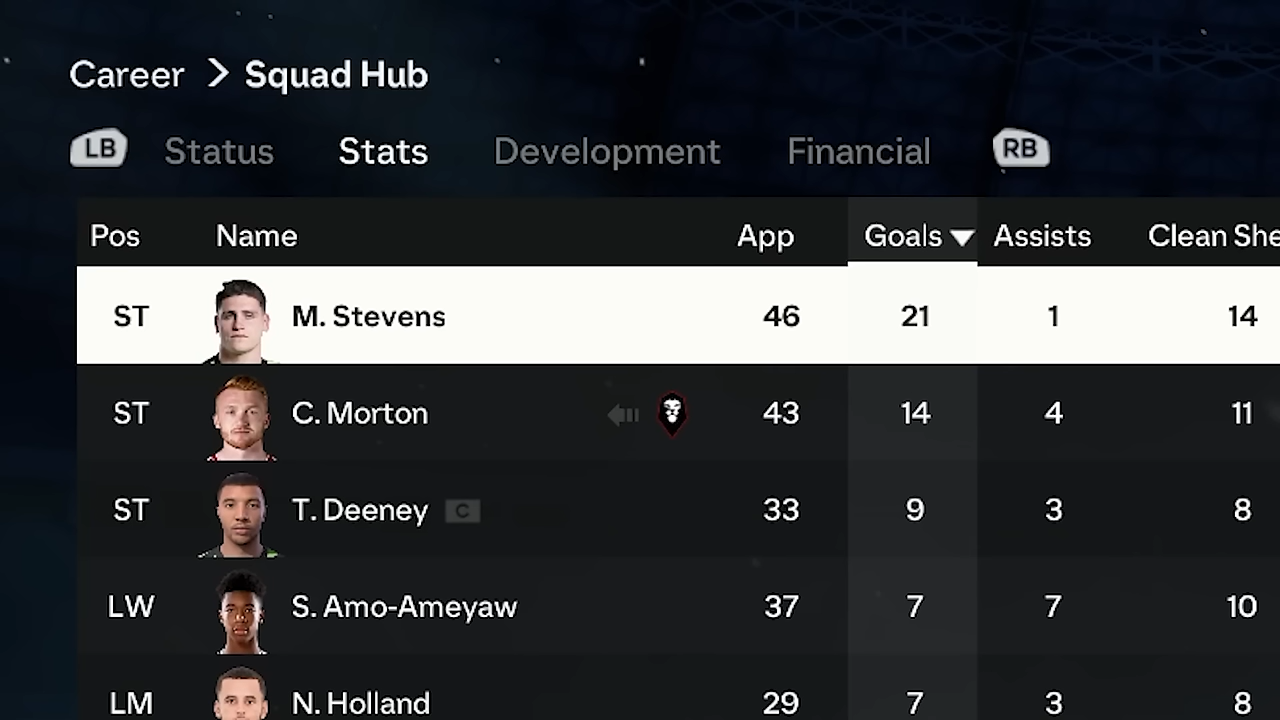 Career > Squad Hub
LB Status Stats Development Financial RB
Pos Name App Goals Assists Clean She
ST M. Stevens 46 21 1 14
ST C. Morton 43 14 4 11
ST T. Deeney C 33 9 3 8
LW S. Amo-Ameyaw 37 7 7 10
LM N. Holland 29 7 3 8